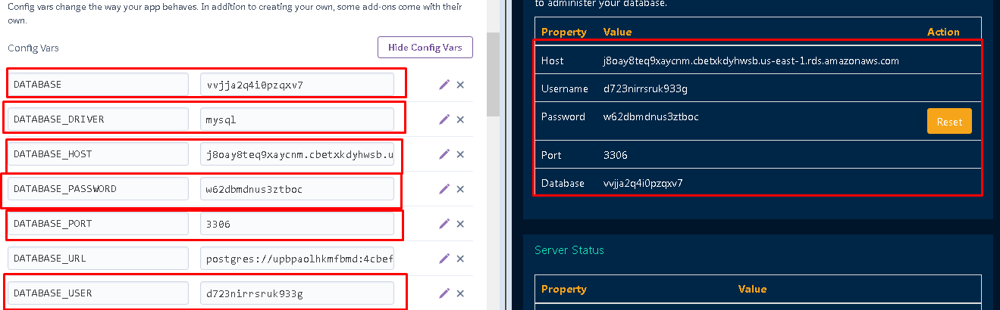 Config vars change the way your app behaves. In addition to creating your own, some add-ons come with their
own.
Config Vars
Hide Config Vars
DATABASE vvjja2q4i0pzqxv7
DATABASE_DRIVER mysql
DATABASE_HOST j8oay8teq9xaycnm.cbetxkdyhwsb.u
DATABASE_PASSWORD w62dbmdnus3ztboc
DATABASE_PORT 3306
DATABASE_URL postgres://upbpaolhkmfbmd:4cbef
DATABASE_USER d723nirrsruk933g
to administer your database.
Property Value Action
Host j8oay8teq9xaycnm.cbetxkdyhwsb.us-east-1.rds.amazonaws.com
Username d723nirrsruk933g
Password w62dbmdnus3ztboc Reset
Port 3306
Database vvjja2q4i0pzqxv7
Server Status
Property Value